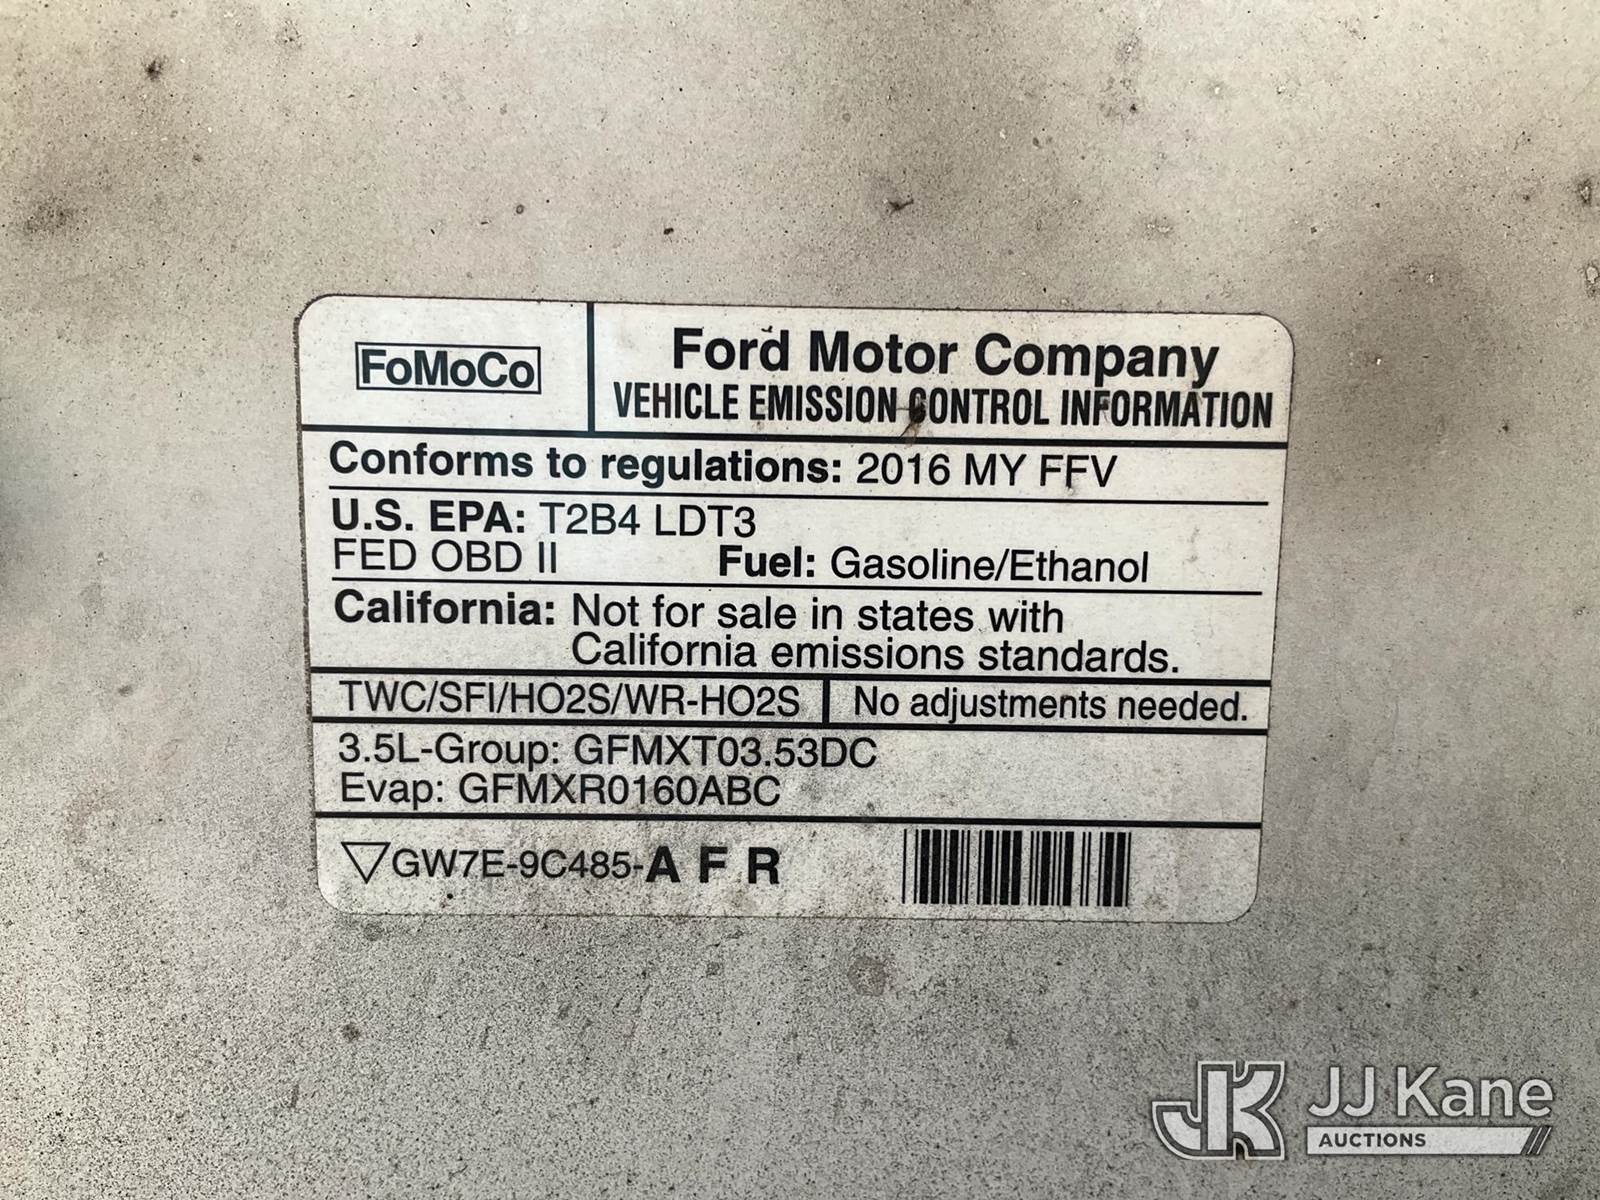 FoMoCo
Ford Motor Company
VEHICLE EMISSION CONTROL INFORMATION
Conforms to regulations: 2016 MY FFV
U.S. EPA: T2B4 LDT3
FED OBD II Fuel: Gasoline/Ethanol
California: Not for sale in states with
California emissions standards.
TWC/SFI/HO2S/WR-HO2S No adjustments needed.
3.5L-Group: GFMXT03.53DC
Evap: GFMXR0160ABC
GW7E-9C485-A F R
JK JJ Kane
AUCTIONS